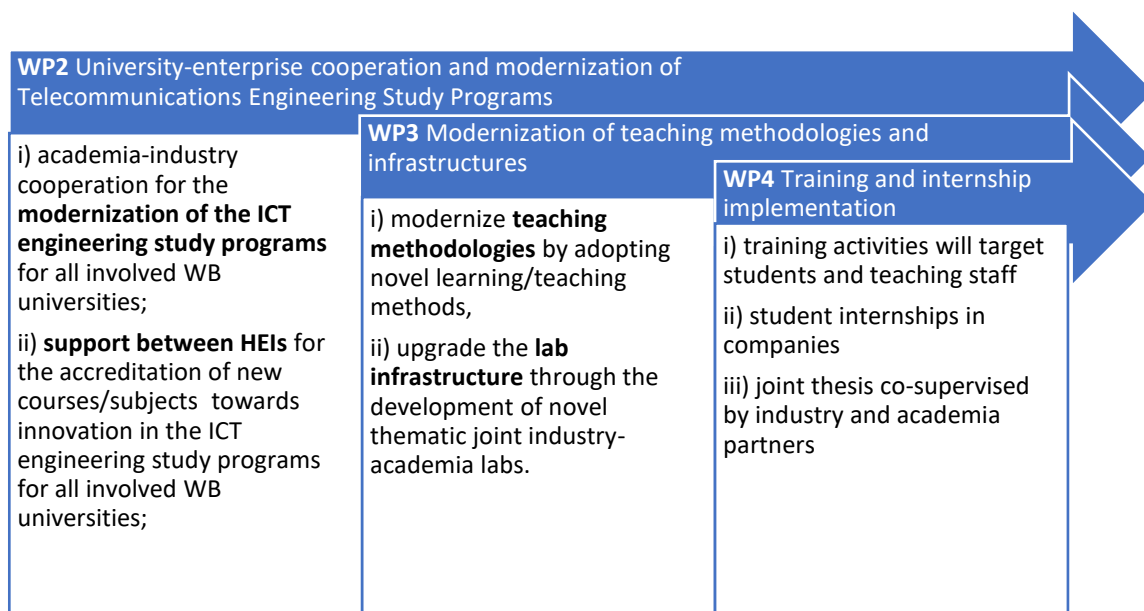 WP2 University-enterprise cooperation and modernization of
Telecommunications Engineering Study Programs
i) academia-industry
cooperation for the
modernization of the ICT
engineering study programs
for all involved WB
universities;
ii) support between HEIs for
the accreditation of new
courses/subjects towards
innovation in the ICT
engineering study programs
for all involved WB
universities;
WP3 Modernization of teaching methodologies and
infrastructures
i) modernize teaching
methodologies by adopting
novel learning/teaching
methods,
ii) upgrade the lab
infrastructure through the
development of novel
thematic joint industry-
academia labs.
WP4 Training and internship
implementation
i) training activities will target
students and teaching staff
ii) student internships in
companies
iii) joint thesis co-supervised
by industry and academia
partners